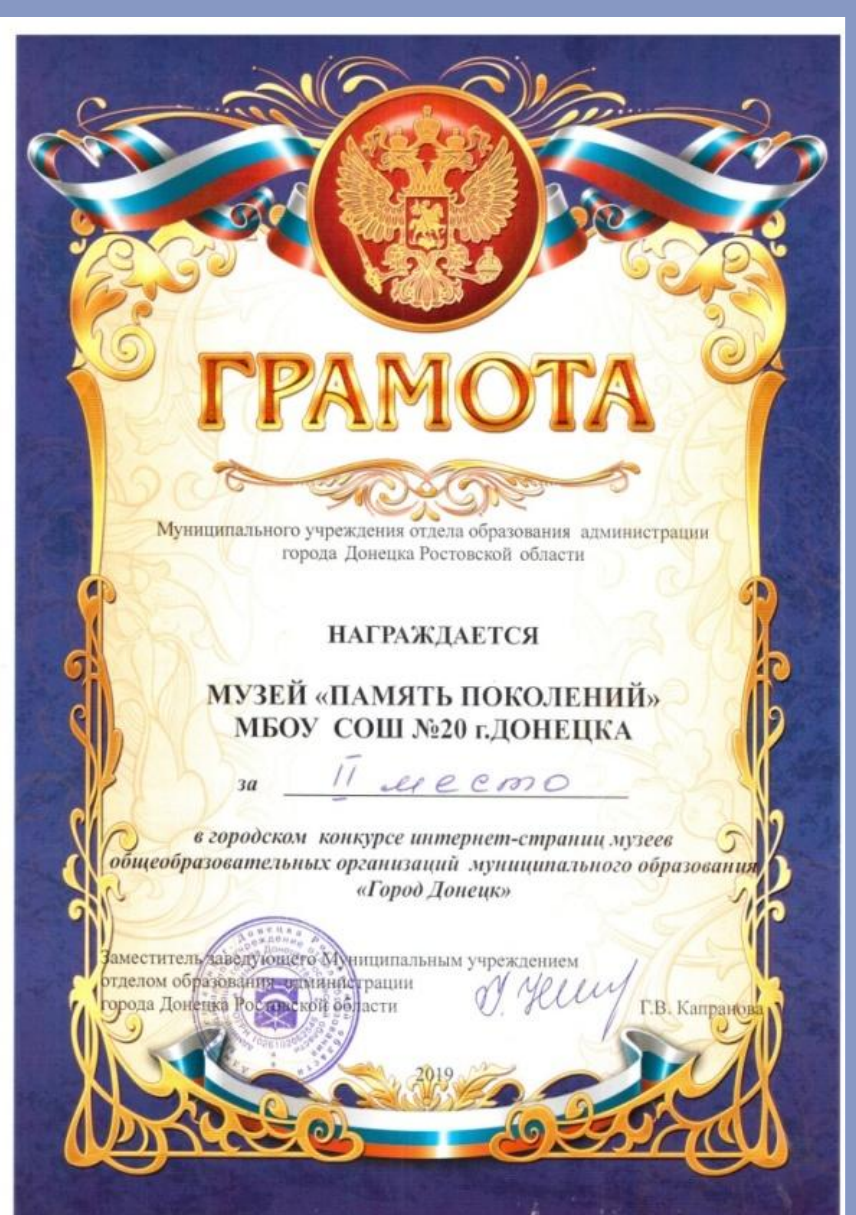 ГРАМОТА
Муниципального учреждения отдела образования администрации
города Донецка Ростовской области
НАГРАЖДАЕТСЯ
МУЗЕЙ «ПАМЯТЬ ПОКОЛЕНИЙ»
МБОУ СОШ №20 г.ДОНЕЦКА
за II место
в городском конкурсе интернет-страниц музеев
общеобразовательных организаций муниципального образования
«Город Донецк»
Заместитель заведующего Муниципальным учреждением
отделом образования администрации
города Донецка Ростовской области Г.В. Капранова
2019